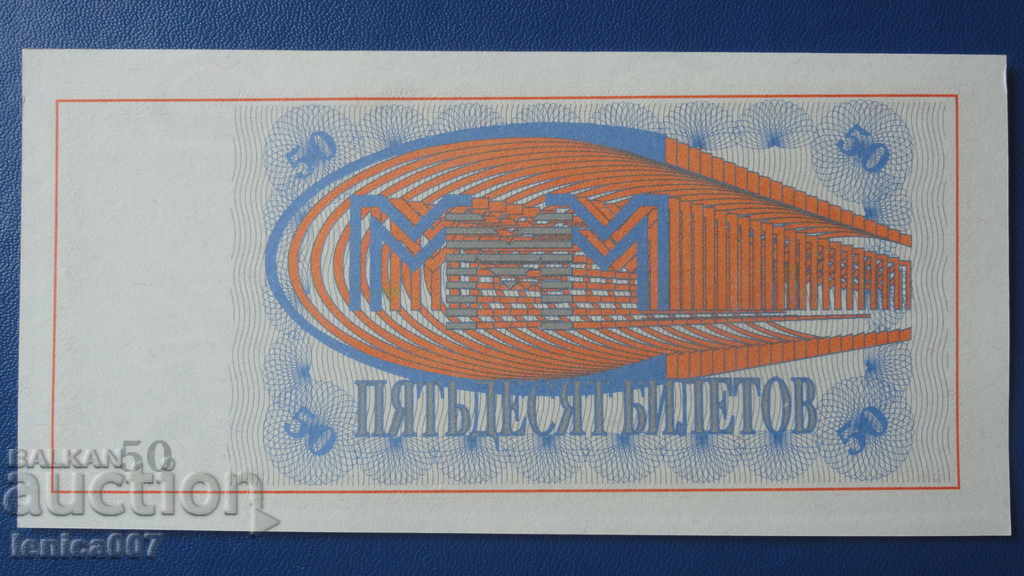 50 50
МММ
ПЯТЬДЕСЯТ БИЛЕТОВ
50 50
BALKAN
auction
lenica007